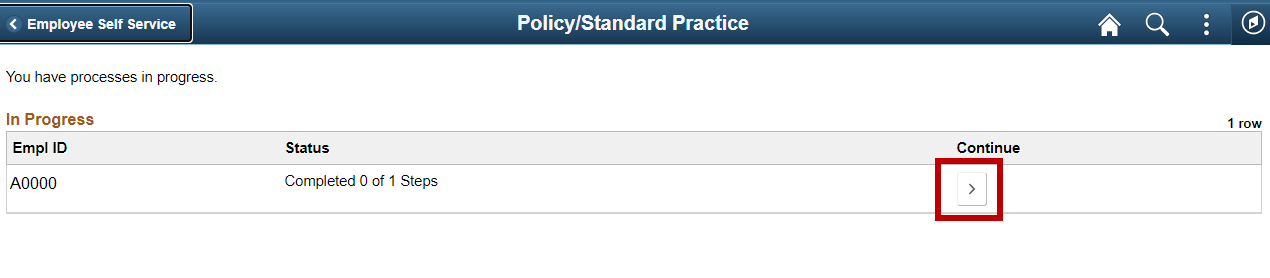 Employee Self Service
Policy/Standard Practice
You have processes in progress.
In Progress
1 row
Empl ID Status Continue
A0000 Completed 0 of 1 Steps